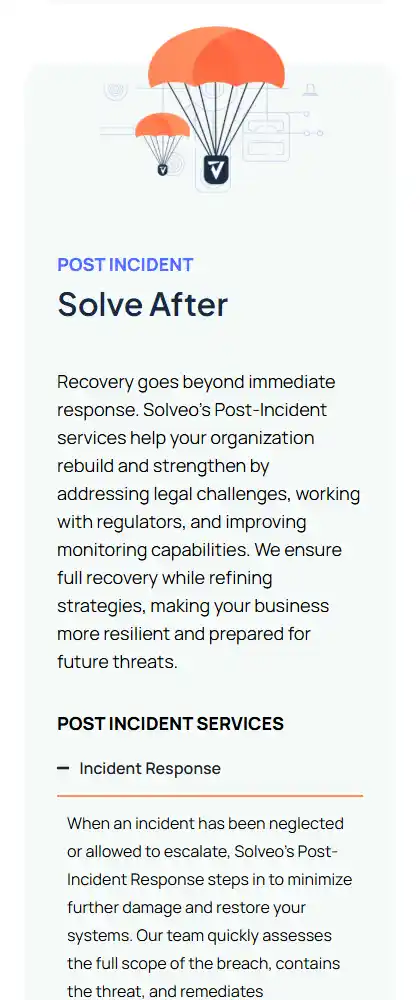 POST INCIDENT
Solve After
Recovery goes beyond immediate
response. Solveo's Post-Incident
services help your organization
rebuild and strengthen by
addressing legal challenges, working
with regulators, and improving
monitoring capabilities. We ensure
full recovery while refining
strategies, making your business
more resilient and prepared for
future threats.
POST INCIDENT SERVICES
Incident Response
When an incident has been neglected
or allowed to escalate, Solveo's Post-
Incident Response steps in to minimize
further damage and restore your
systems. Our team quickly assesses
the full scope of the breach, contains
the threat, and remediates